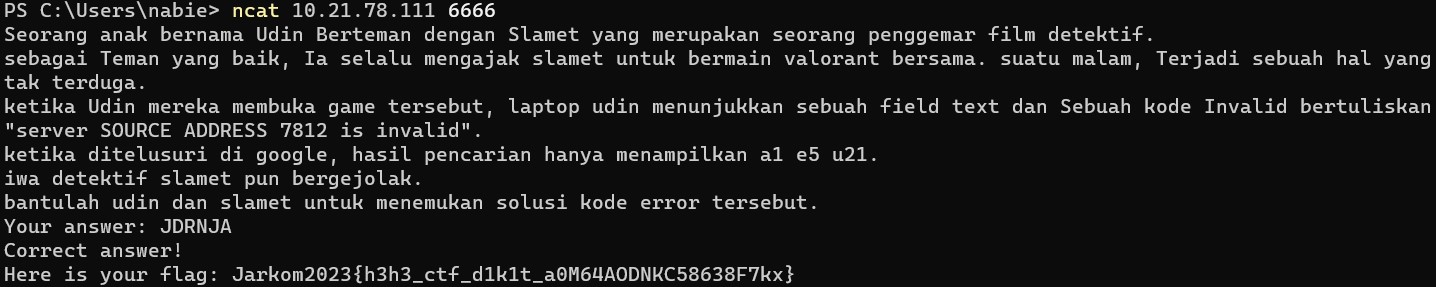 PS C:\Users\nabie> ncat 10.21.78.111 6666
Seorang anak bernama Udin Berteman dengan Slamet yang merupakan seorang penggemar film detektif.
sebagai Teman yang baik, Ia selalu mengajak slamet untuk bermain valorant bersama. suatu malam, Terjadi sebuah hal yang
tak terduga.
ketika Udin mereka membuka game tersebut, laptop udin menunjukkan sebuah field text dan Sebuah kode Invalid bertuliskan
"server SOURCE ADDRESS 7812 is invalid".
ketika ditelusuri di google, hasil pencarian hanya menampilkan a1 e5 u21.
iwa detektif slamet pun bergejolak.
bantulah udin dan slamet untuk menemukan solusi kode error tersebut.
Your answer: JDRNJA
Correct answer!
Here is your flag: Jarkom2023{h3h3_ctf_d1k1t_a0M64AODNKC58638F7kx}